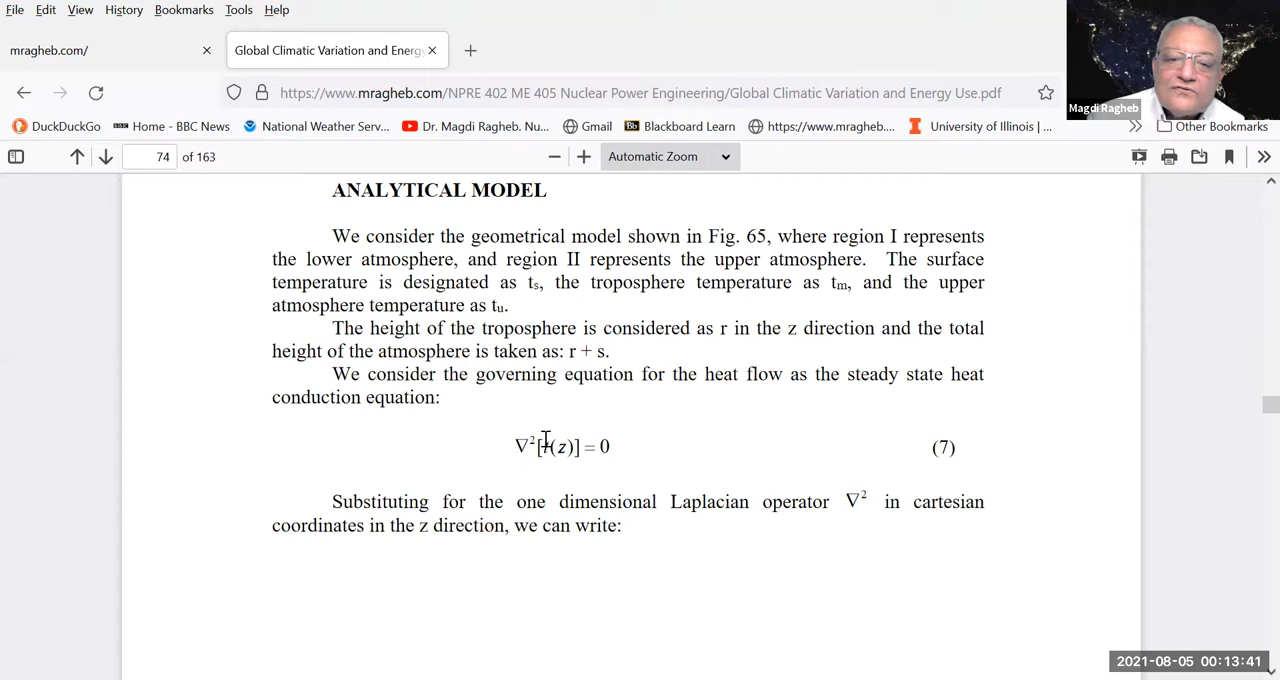 File Edit View History Bookmarks Tools Help
mragheb.com/ Global Climatic Variation and Energy
https://www.mragheb.com/NPRE 402 ME 405 Nuclear Power Engineering/Global Climatic Variation and Energy Use.pdf
Magdi Ragheb
DuckDuckGo BBC Home - BBC News National Weather Serv... Dr. Magdi Ragheb. Nu... Gmail Bb Blackboard Learn https://www.mragheb.... University of Illinois | ... Other Bookmarks
74 of 163 Automatic Zoom
ANALYTICAL MODEL
We consider the geometrical model shown in Fig. 65, where region I represents
the lower atmosphere, and region II represents the upper atmosphere. The surface
temperature is designated as ts, the troposphere temperature as tm, and the upper
atmosphere temperature as tu.
The height of the troposphere is considered as r in the z direction and the total
height of the atmosphere is taken as: r + s.
We consider the governing equation for the heat flow as the steady state heat
conduction equation:
∇²[t(z)] = 0 (7)
Substituting for the one dimensional Laplacian operator ∇² in cartesian
coordinates in the z direction, we can write:
2021-08-05 00:13:41